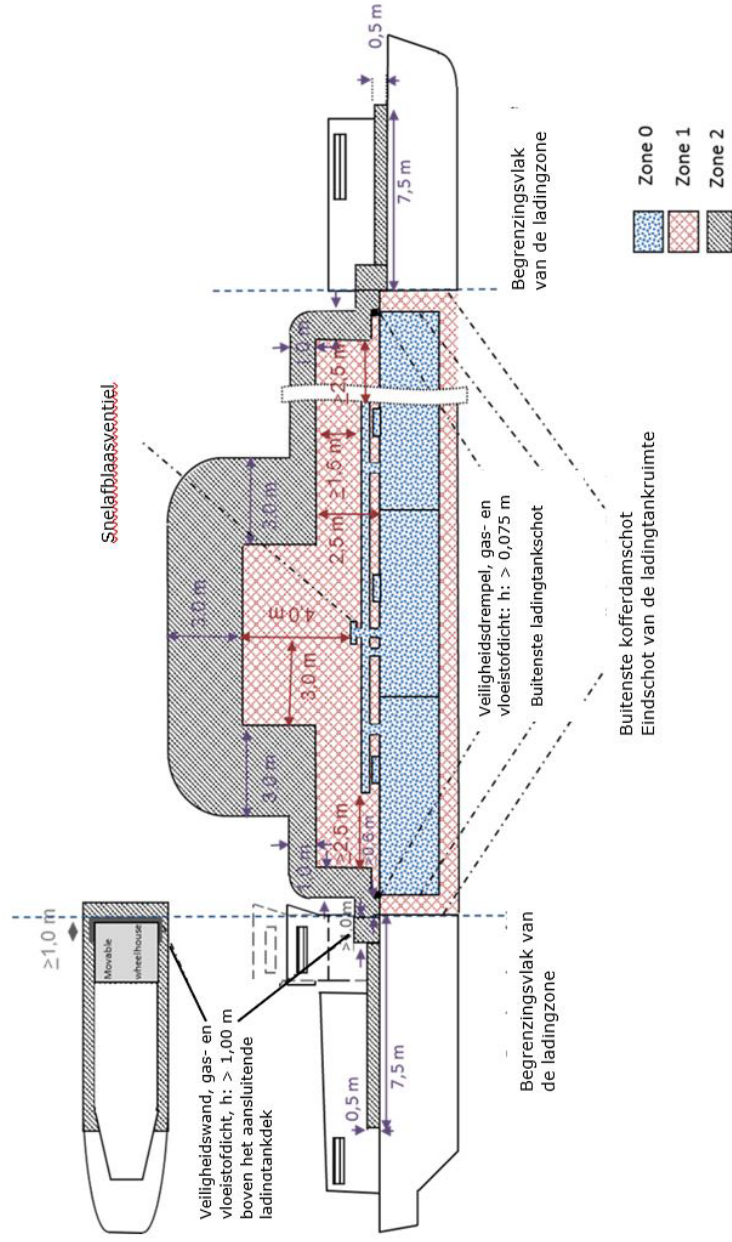 ≥1,0 m
Movable
wheelhouse
Veiligheidswand, gas- en
vloeistofdicht, h: > 1,00 m
boven het aansluitende
ladinotankdek
Snelafblaasventiel
3.0 m
3.0 m
4,0 m
3.0 m
3.0 m
1.0 m
1.0 m
2,5 m
≥1.5 m
≥2,5 m
≥2,5 m
≥0,6 m
≥1,0 m
0,5 m
7,5 m
0,5 m
7,5 m
Begrenzingsvlak van
de ladingzone
Begrenzingsvlak
van de ladingzone
Veiligheidsdrempel, gas- en
vloeistofdicht: h: > 0,075 m
Buitenste ladingtankschot
Buitenste kofferdamschot
Eindschot van de ladingtankruimte
Zone 0
Zone 1
Zone 2